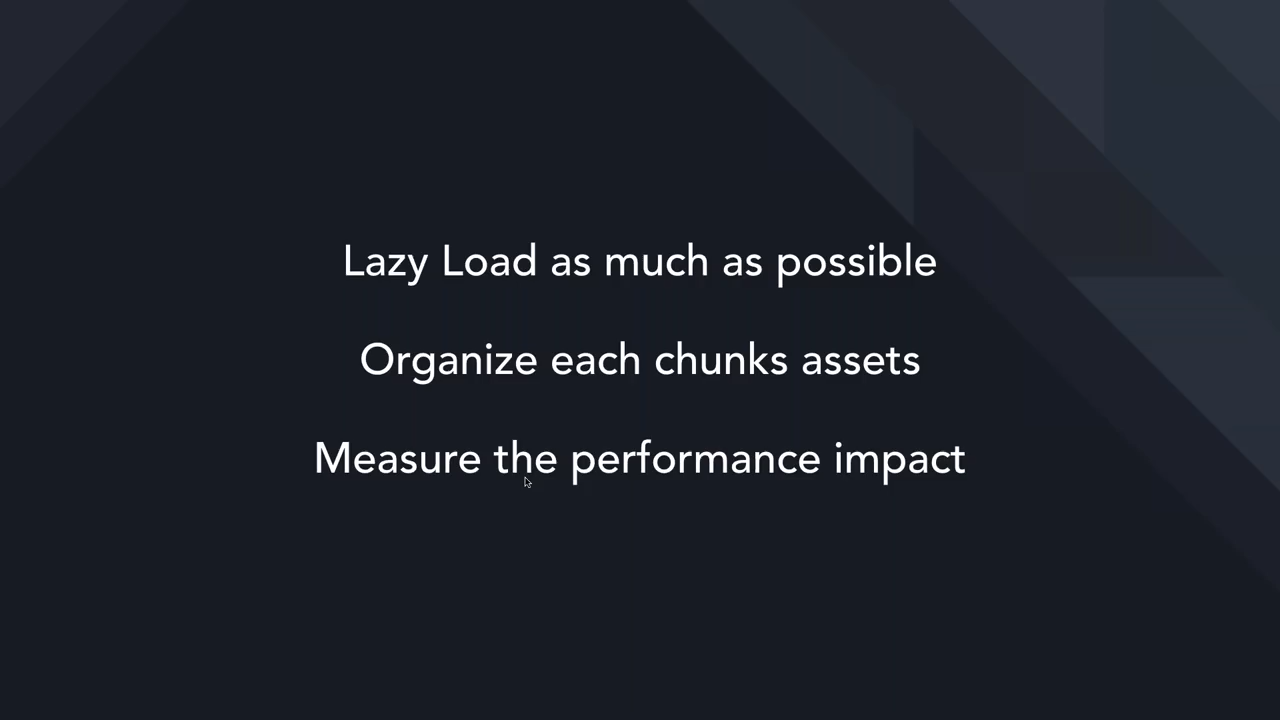 Lazy Load as much as possible
Organize each chunks assets
Measure the performance impact